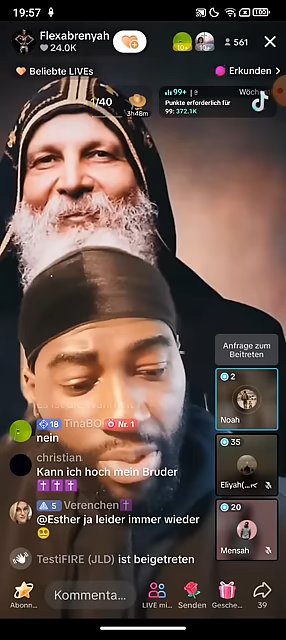 19:57
100
Flexabrenyah
24.0K
10+
10+
561
Beliebte LIVEs
Erkunden >
1/40
3h48m
99+
Punkte erforderlich für
99: 372.1K
Anfrage zum
Beitreten
2
Noah
18 TinaBO Nr. 1
nein
35
christian
Kann ich hoch mein Bruder
✝️✝️✝️
Eliyah(...
5 Verenchen✝️
@Esther ja leider immer wieder
20
Mensah
TestiFIRE (JLD) ist beigetreten
Kommenta...
Abonn...
LIVE mi...
Senden
Gesche...
39